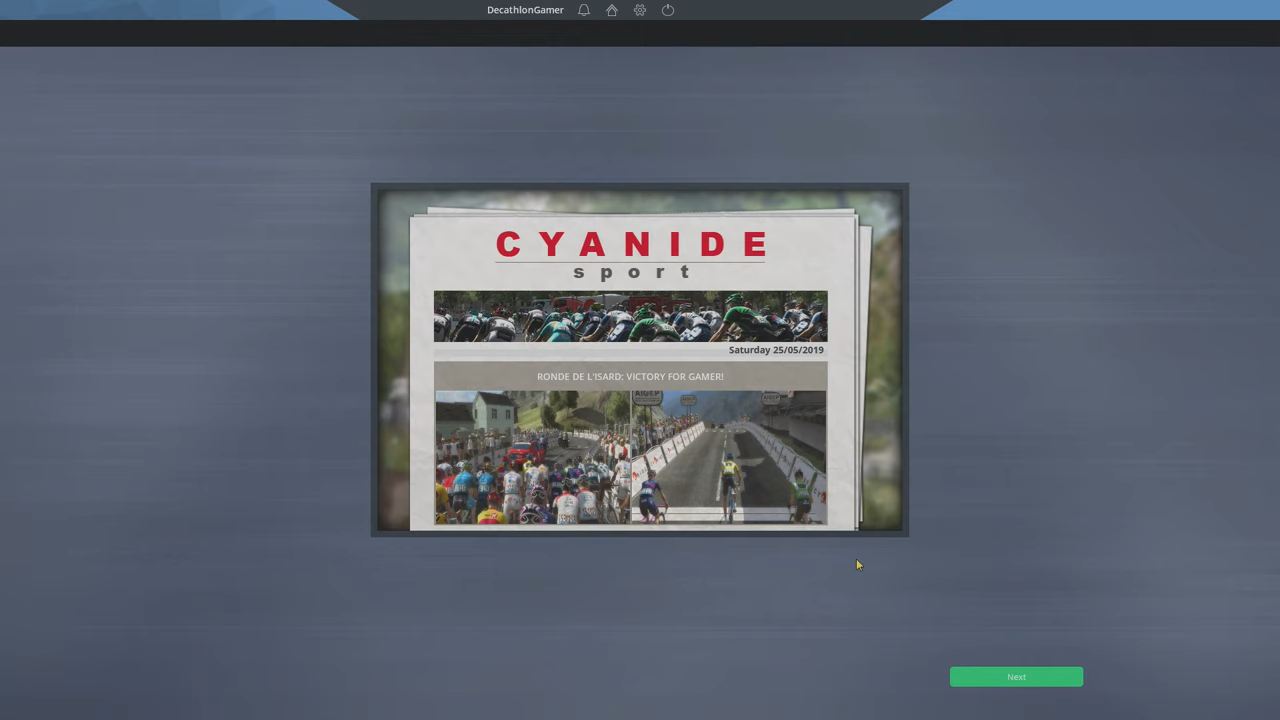 DecathlonGamer
CYANIDE
sport
Saturday 25/05/2019
RONDE DE L'ISARD: VICTORY FOR GAMER!
Next